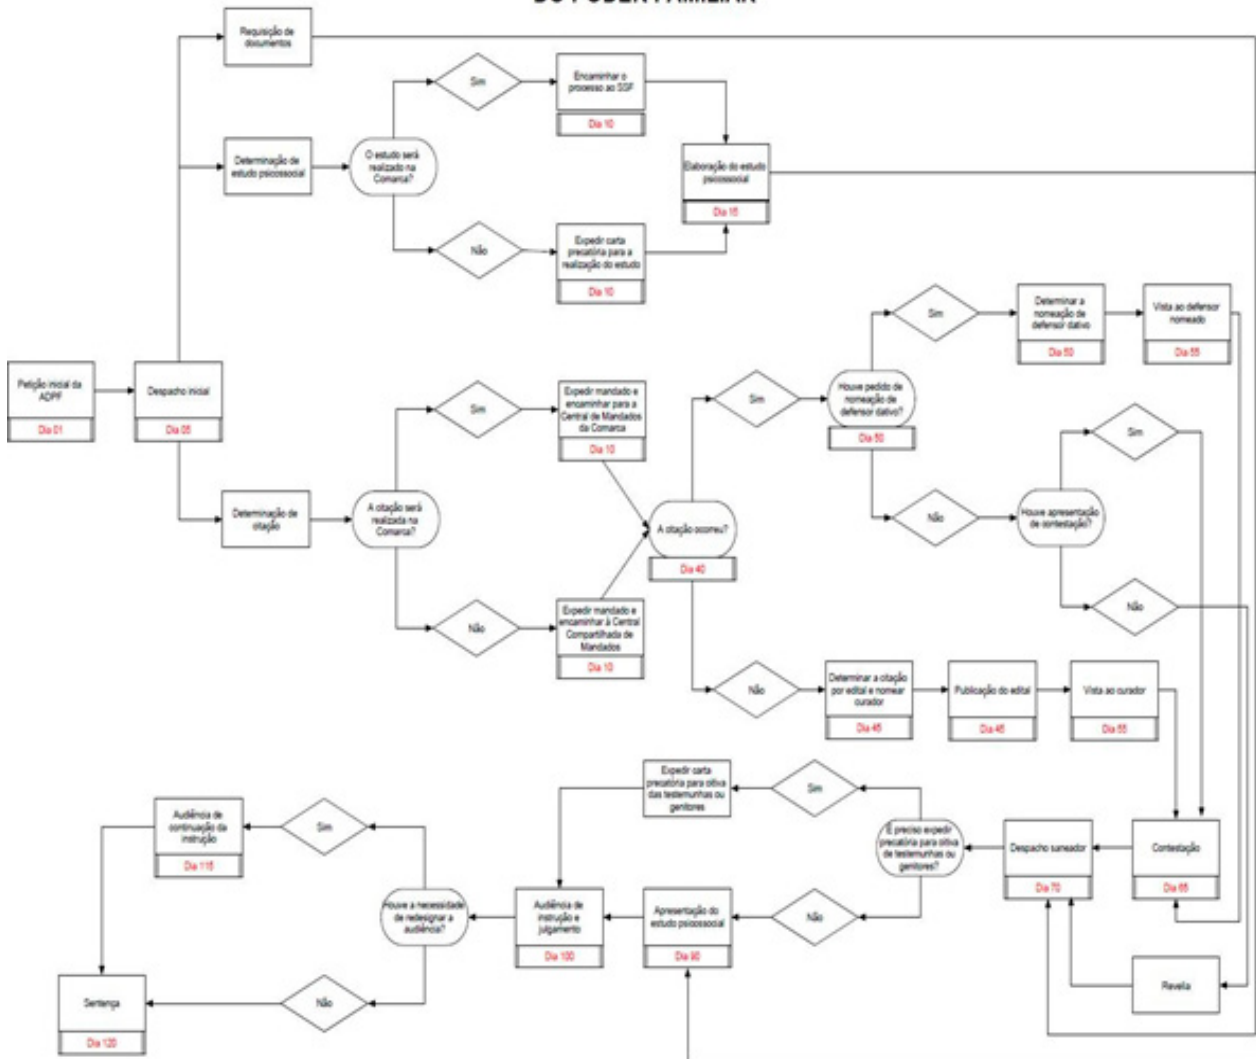 DO PODER FAMILIAR
Requisição de
documentos
Sim
Encaminhar o
processo ao SSF
Dia 10
Determinação de
estudo psicossocial
O estudo será
realizado na
Comarca?
Elaboração do estudo
psicossocial
Dia 15
Não
Expedir carta
precatória para a
realização do estudo
Dia 10
Petição inicial da
ADPF
Dia 01
Despacho inicial
Dia 05
Sim
Expedir mandado e
encaminhar para a
Central de Mandados
da Comarca
Dia 10
Determinação de
citação
A citação será
realizada na
Comarca?
Não
Expedir mandado e
encaminhar à Central
Compartilhada de
Mandados
Dia 10
A citação ocorreu?
Dia 40
Sim
Houve pedido de
nomeação de
defensor dativo?
Dia 50
Sim
Determinar a
nomeação de
defensor dativo
Dia 50
Vista ao defensor
nomeado
Dia 55
Não
Houve apresentação
de contestação?
Sim
Não
Não
Determinar a citação
por edital e nomear
curador
Dia 45
Publicação do edital
Dia 45
Vista ao curador
Dia 55
Contestação
Dia 65
Revelia
Despacho saneador
Dia 70
É preciso expedir
precatória para oitiva
de testemunhas ou
genitores?
Sim
Expedir carta
precatória para oitiva
das testemunhas ou
genitores
Não
Apresentação do
estudo psicossocial
Dia 90
Audiência de
instrução e
julgamento
Dia 100
Houve a necessidade
de redesignar a
audiência?
Sim
Audiência de
continuação da
instrução
Dia 115
Não
Sentença
Dia 120